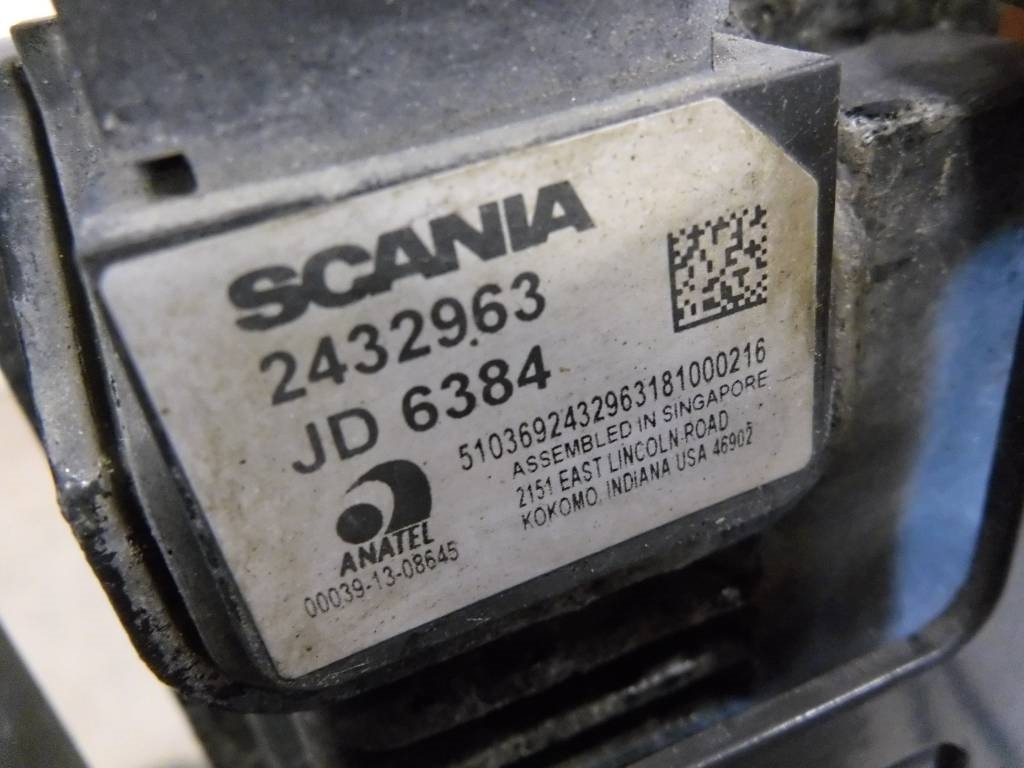 SCANIA
2432963
JD 6384
5103692432963181000216
ASSEMBLED IN SINGAPORE
2151 EAST LINCOLN ROAD
KOKOMO, INDIANA USA 46902
ANATEL
00039-13-08645